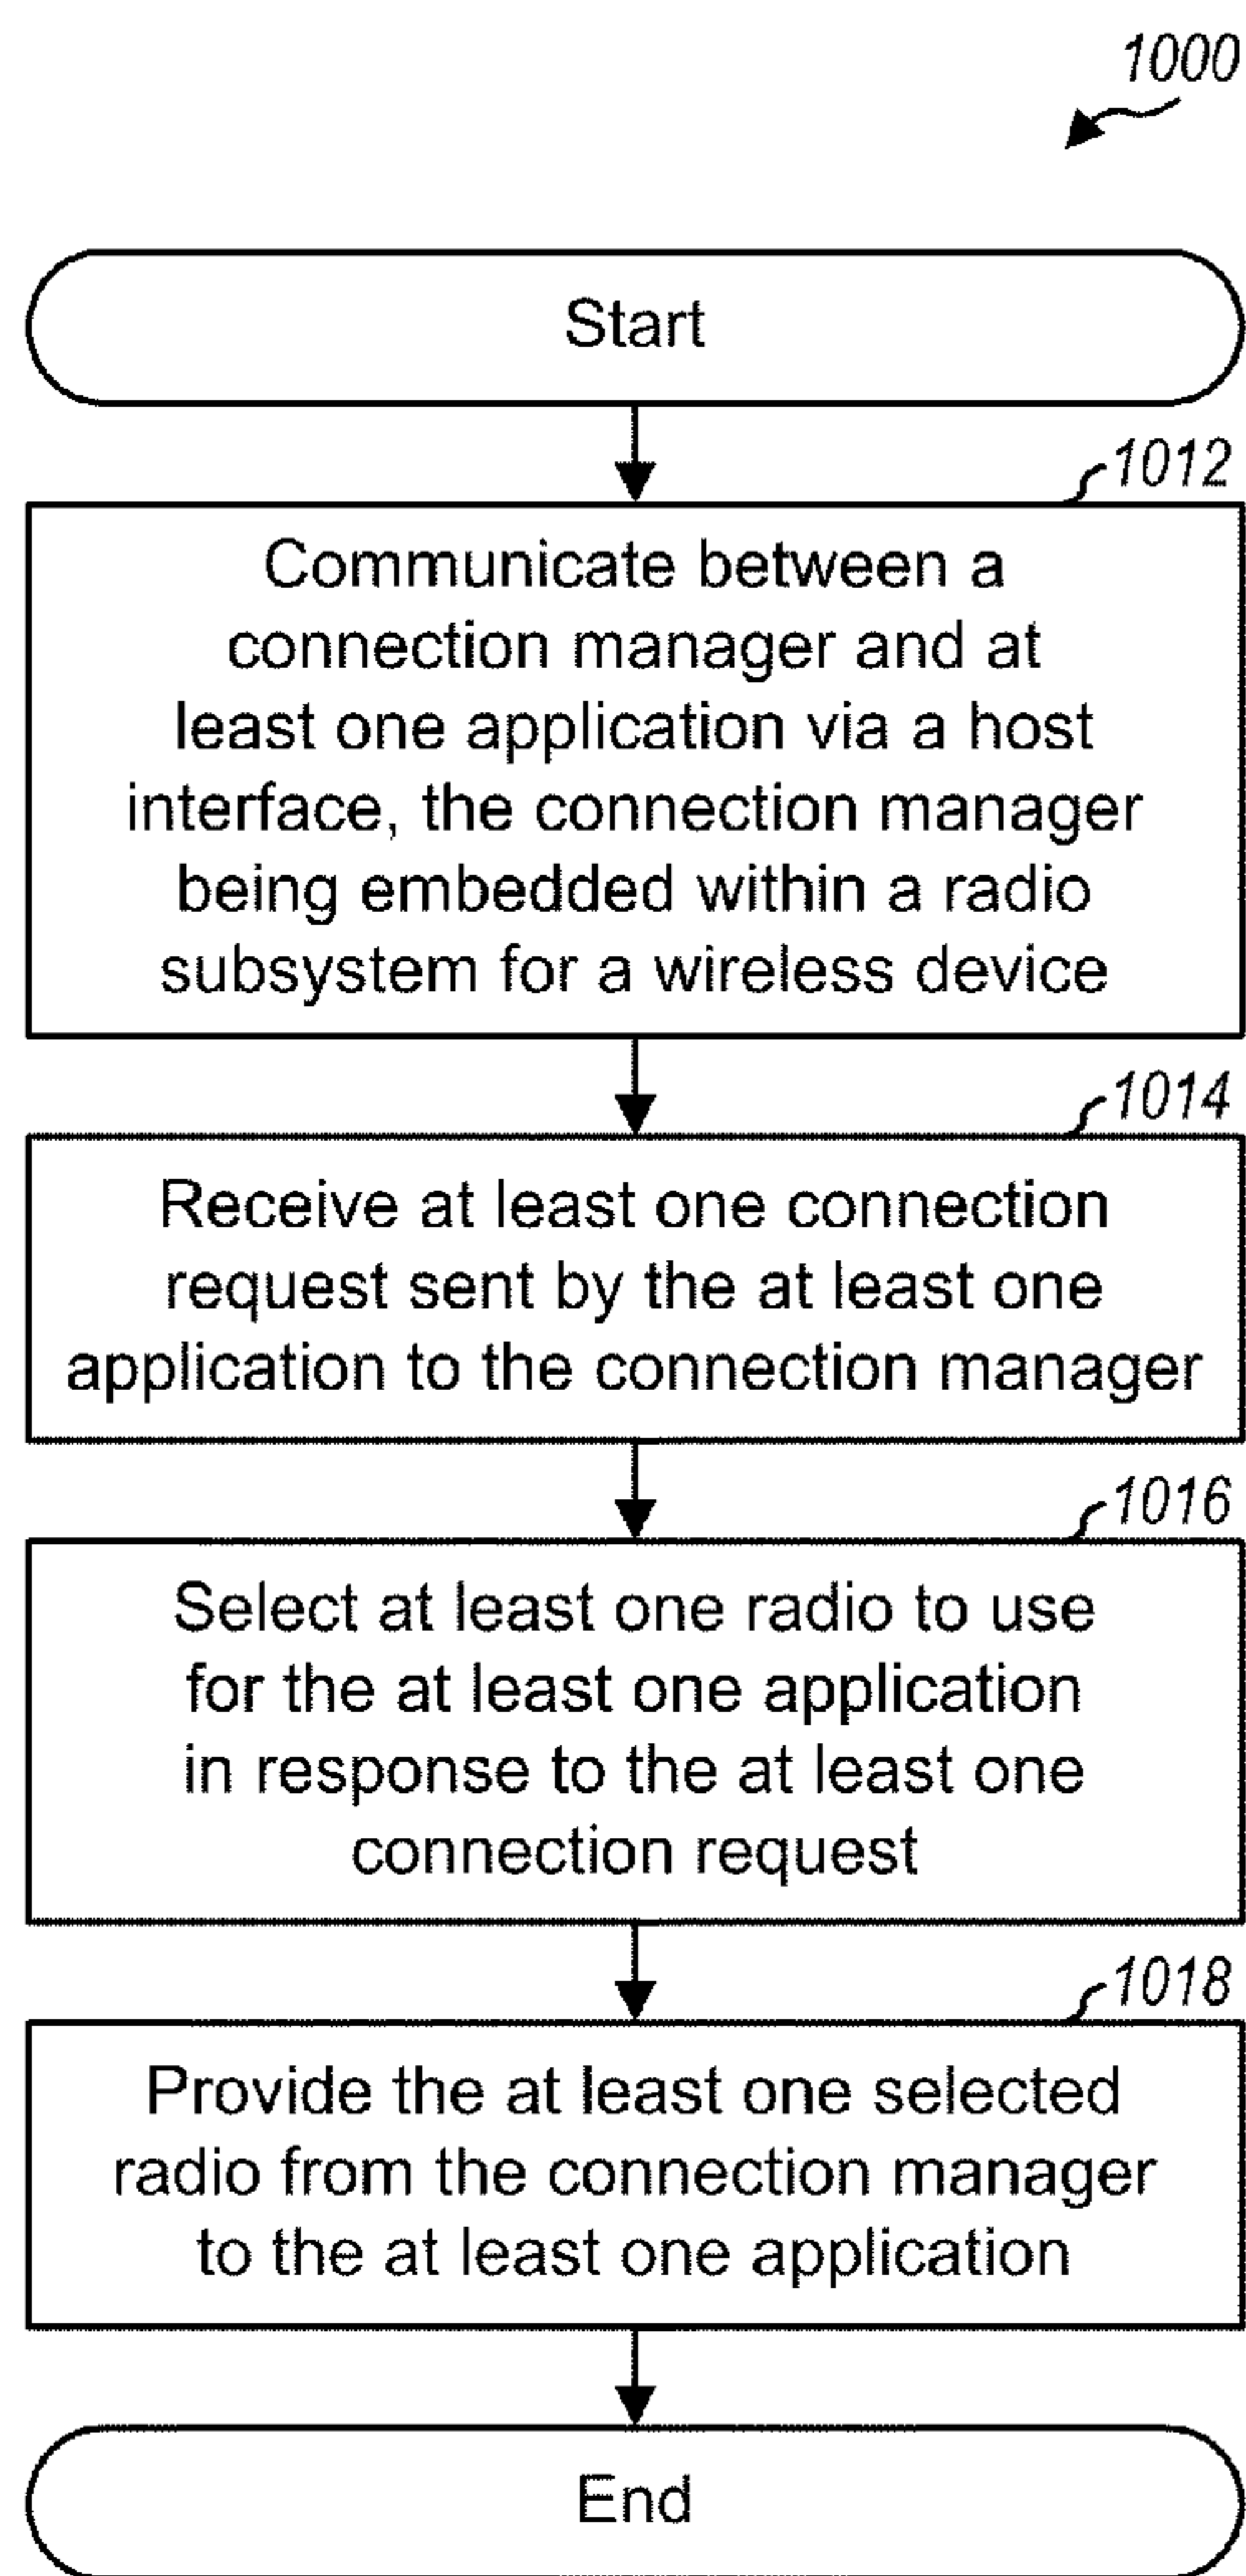 1000
Start
1012
Communicate between a
connection manager and at
least one application via a host
interface, the connection manager
being embedded within a radio
subsystem for a wireless device
1014
Receive at least one connection
request sent by the at least one
application to the connection manager
1016
Select at least one radio to use
for the at least one application
in response to the at least one
connection request
1018
Provide the at least one selected
radio from the connection manager
to the at least one application
End